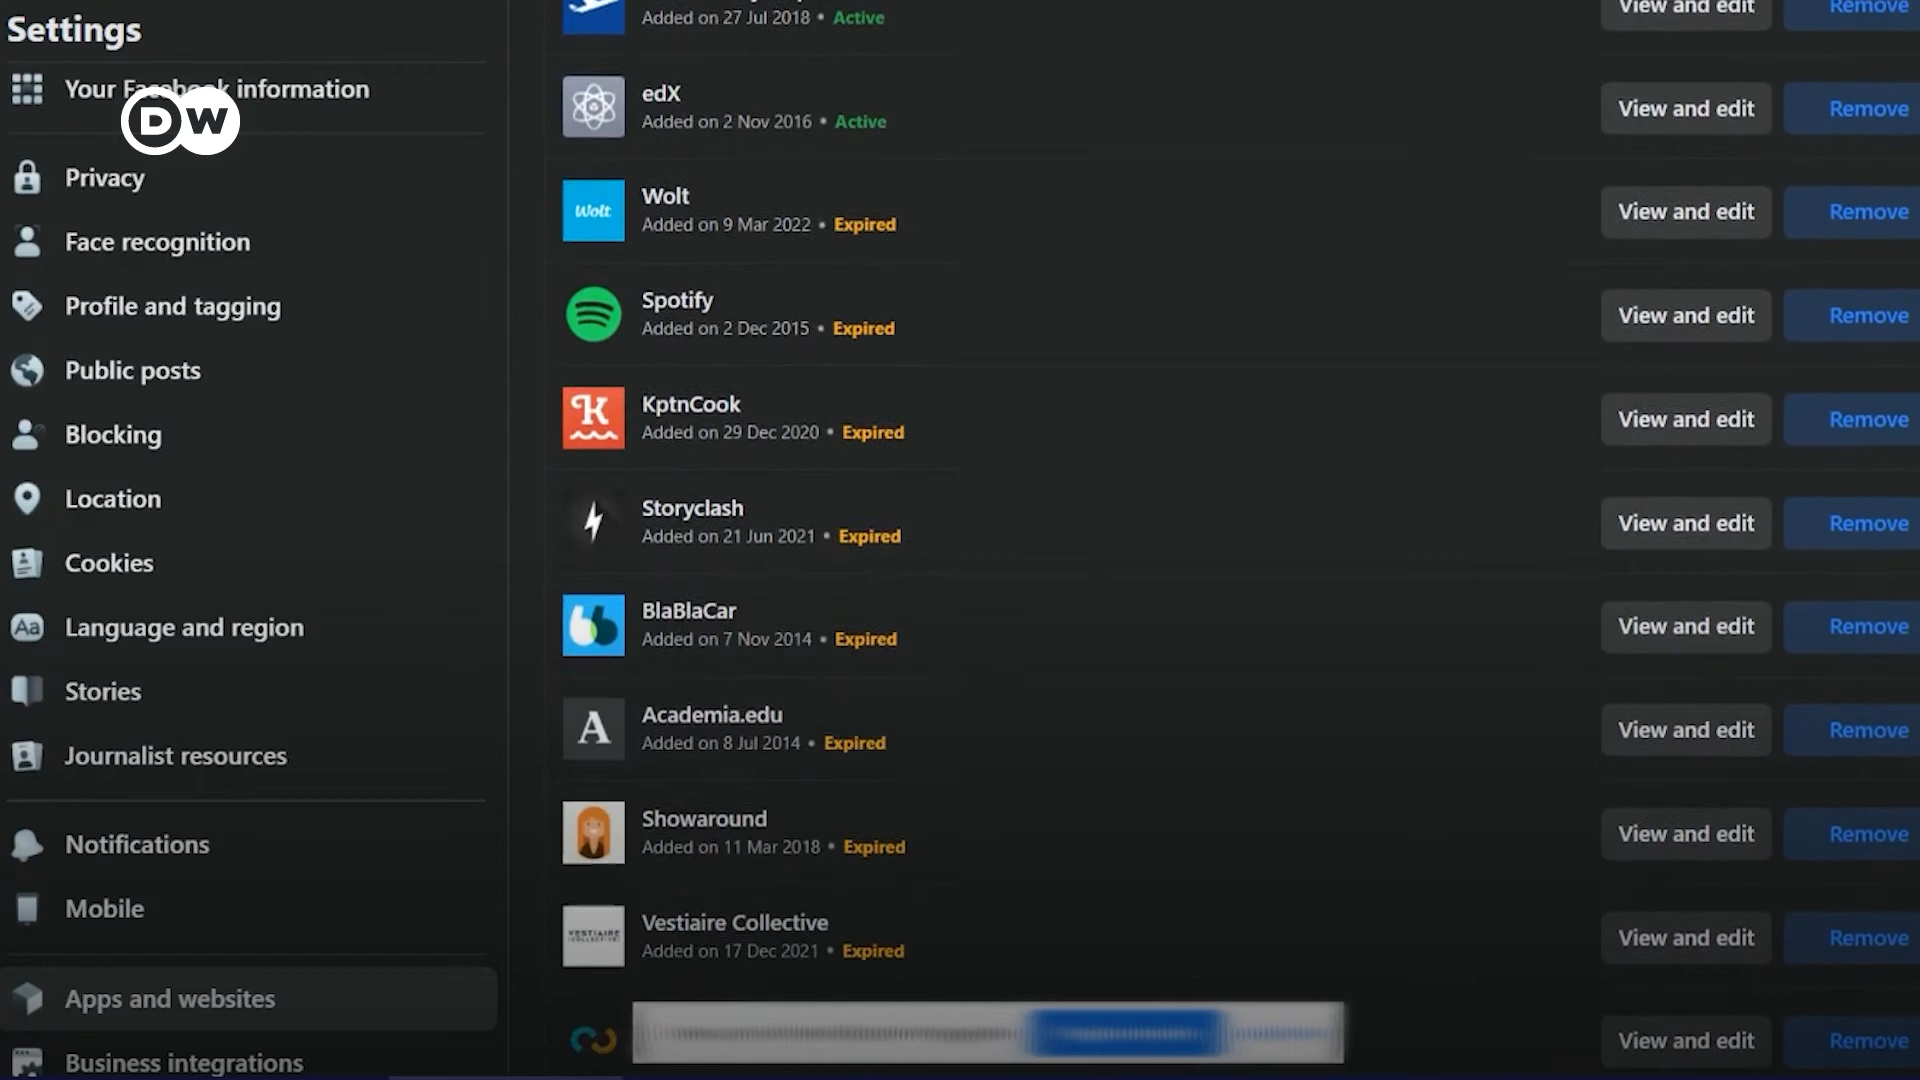 Settings
Your Facebook information
DW
Privacy
Face recognition
Profile and tagging
Public posts
Blocking
Location
Cookies
Language and region
Stories
Journalist resources
Notifications
Mobile
Apps and websites
Business integrations
Added on 27 Jul 2018 • Active
View and edit
Remove
edX
Added on 2 Nov 2016 • Active
View and edit
Remove
Wolt
Wolt
Added on 9 Mar 2022 • Expired
View and edit
Remove
Spotify
Added on 2 Dec 2015 • Expired
View and edit
Remove
K
KptnCook
Added on 29 Dec 2020 • Expired
View and edit
Remove
Storyclash
Added on 21 Jun 2021 • Expired
View and edit
Remove
BlaBlaCar
Added on 7 Nov 2014 • Expired
View and edit
Remove
A
Academia.edu
Added on 8 Jul 2014 • Expired
View and edit
Remove
Showaround
Added on 11 Mar 2018 • Expired
View and edit
Remove
VESTIAIRE
COLLECTIVE
Vestiaire Collective
Added on 17 Dec 2021 • Expired
View and edit
Remove
View and edit
Remove